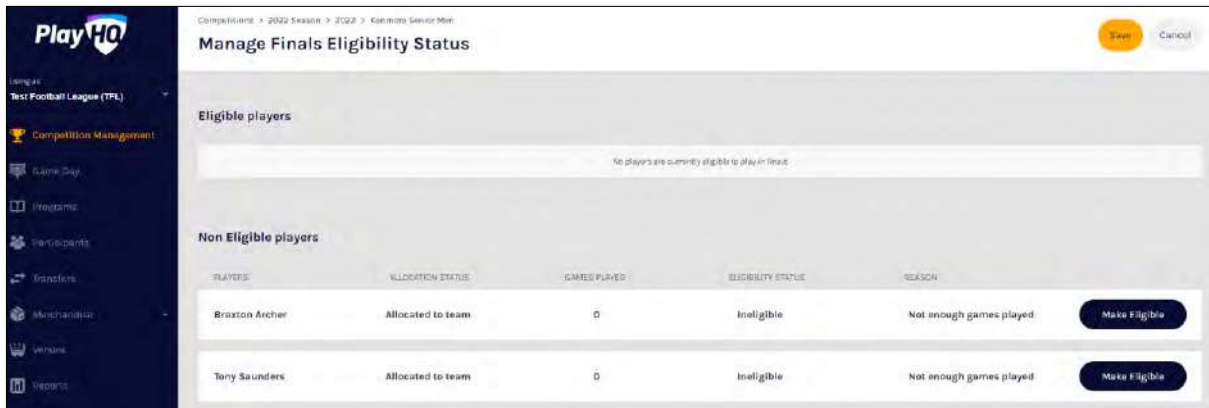 PlayHQ
Competitions > 2022 Season > 2022 > Kenmore Senior Men
Manage Finals Eligibility Status
Save
Cancel
Using as
Test Football League (TFL)
Competition Management
Game Day
Programs
Participants
Transfers
Merchandise
Venues
Reports
Eligible players
No players are currently eligible to play in finals
Non Eligible players
PLAYERS ALLOCATION STATUS GAMES PLAYED ELIGIBILITY STATUS REASON
Braxton Archer Allocated to team 0 Ineligible Not enough games played Make Eligible
Tony Saunders Allocated to team 0 Ineligible Not enough games played Make Eligible